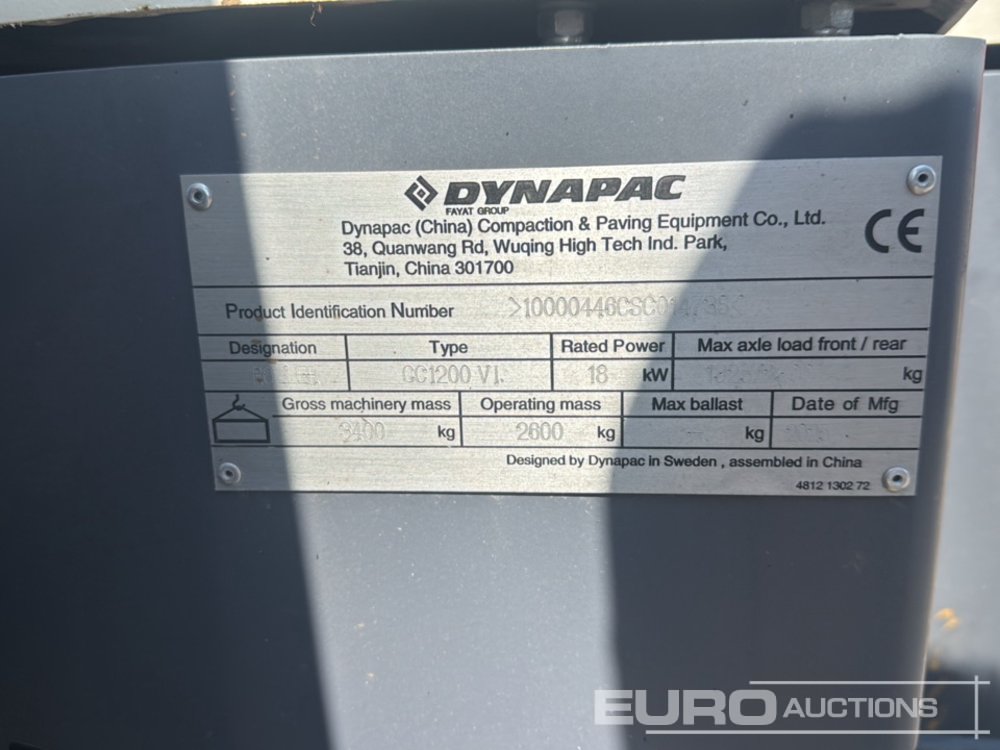 DYNAPAC
FAYAT GROUP
Dynapac (China) Compaction & Paving Equipment Co., Ltd.
38, Quanwang Rd, Wuqing High Tech Ind. Park,
Tianjin, China 301700
CE
Product Identification Number
Designation Type Rated Power Max axle load front / rear
CC1200 VI 18 kW kg
Gross machinery mass Operating mass Max ballast Date of Mfg
kg 2600 kg kg
Designed by Dynapac in Sweden , assembled in China
4812 1302 72
EURO AUCTIONS